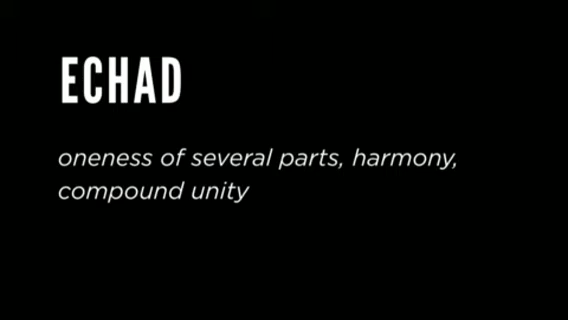 ECHAD
oneness of several parts, harmony,
compound unity